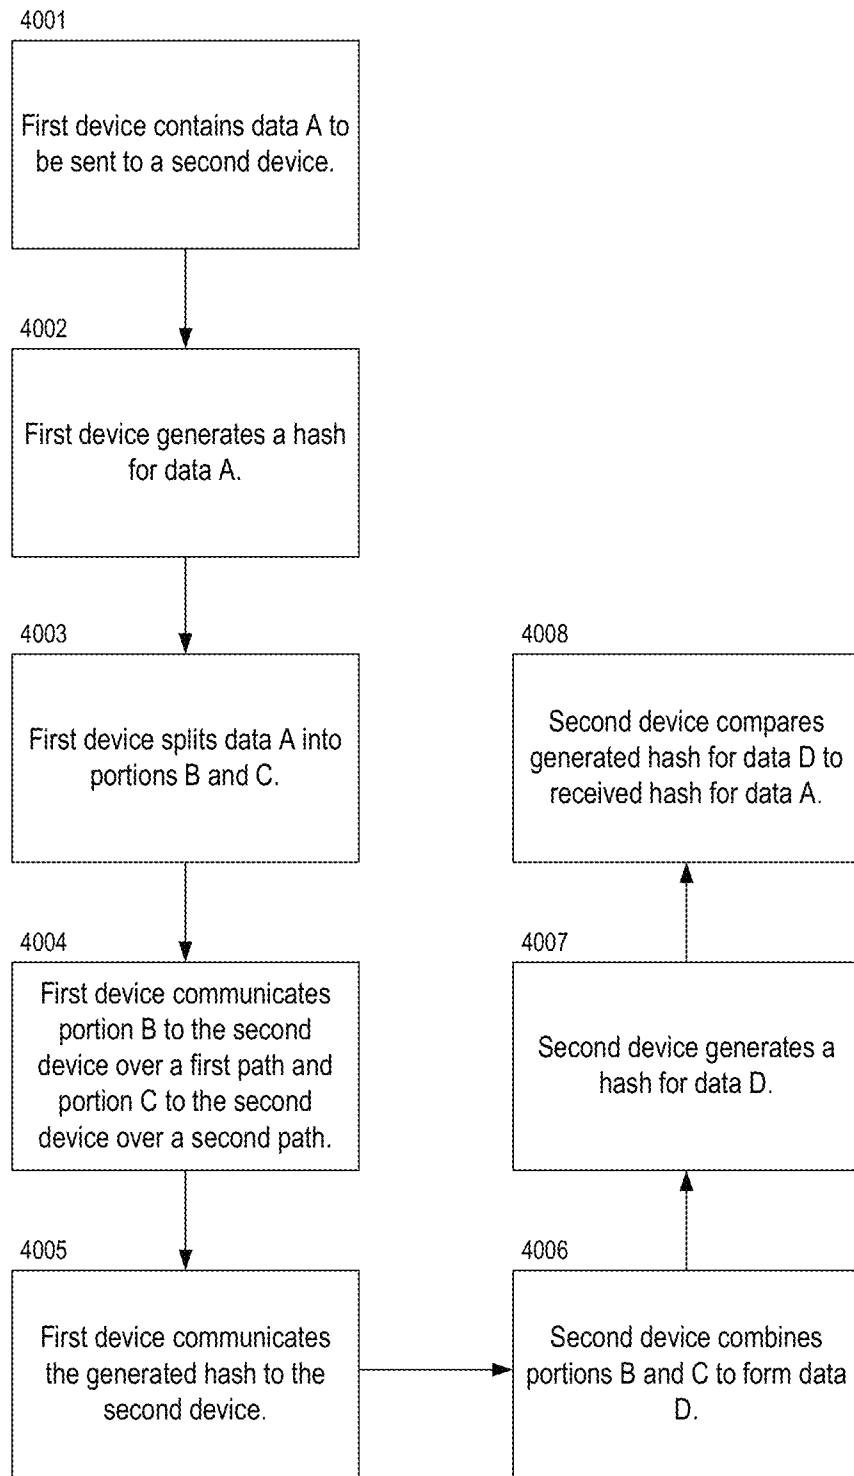 4001
First device contains data A to
be sent to a second device.
4002
First device generates a hash
for data A.
4003
First device splits data A into
portions B and C.
4004
First device communicates
portion B to the second
device over a first path and
portion C to the second
device over a second path.
4005
First device communicates
the generated hash to the
second device.
4006
Second device combines
portions B and C to form data
D.
4007
Second device generates a
hash for data D.
4008
Second device compares
generated hash for data D to
received hash for data A.